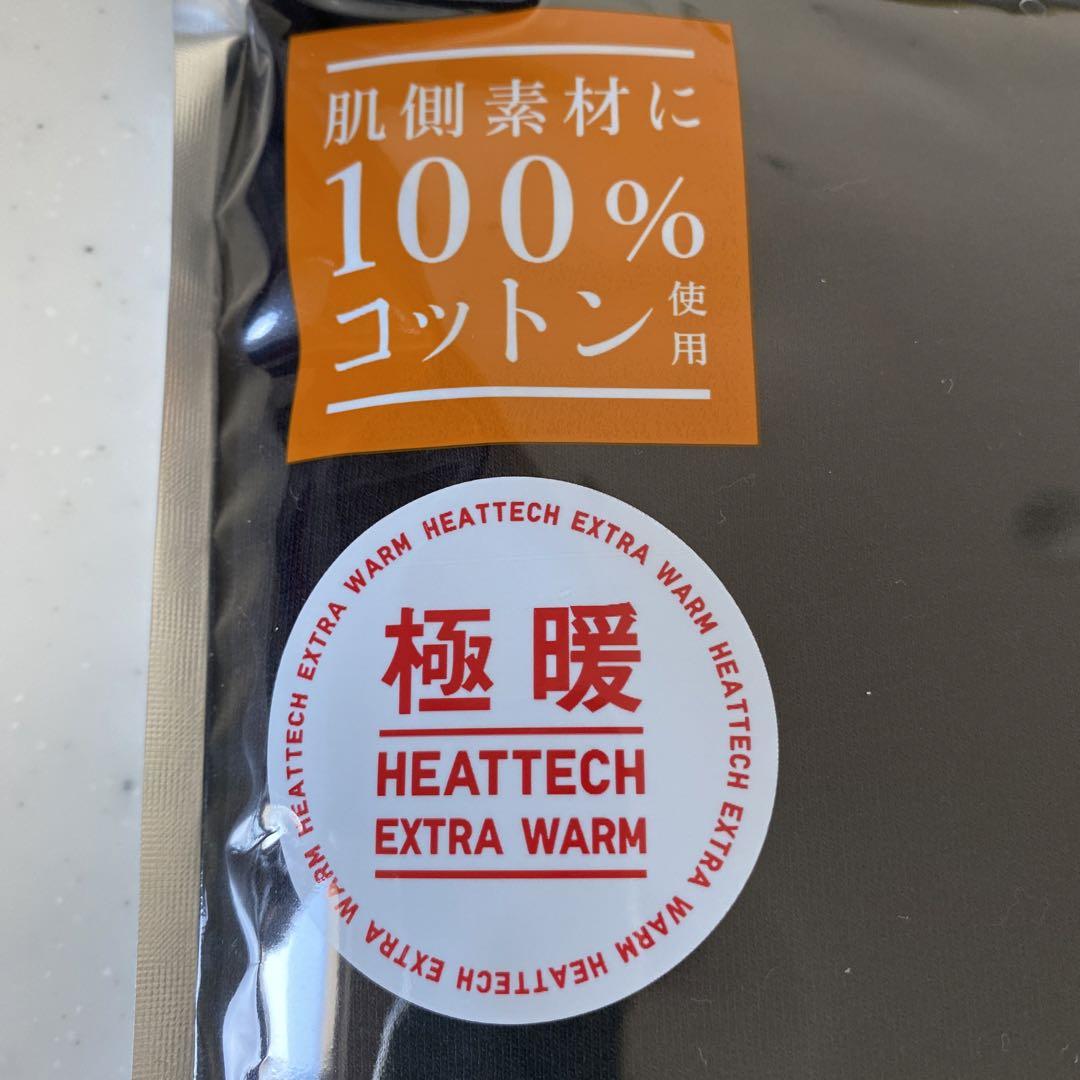 肌側素材に
100%
コットン使用
極暖
HEATTECH
EXTRA WARM
HEATTECH EXTRA WARM HEATTECH EXTRA WARM HEATTECH EXTRA WARM HEATTECH EXTRA WARM